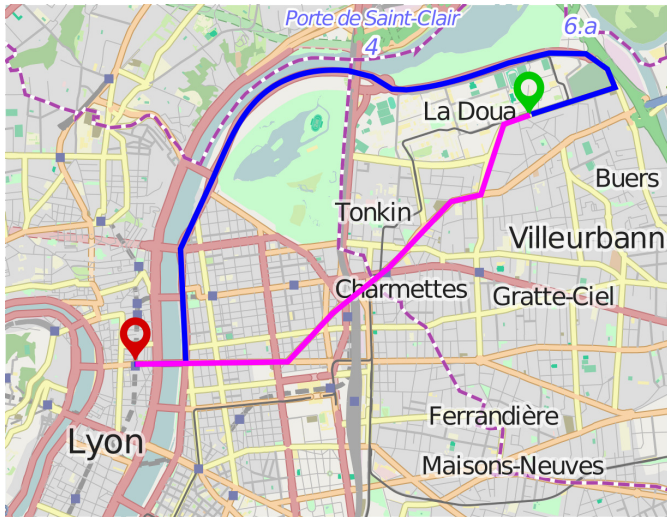 Porte de Saint-Clair
4
6.a
La Doua
Buers
Tonkin
Villeurbann
Charmettes
Gratte-Ciel
Ferrandière
Lyon
Maisons-Neuves